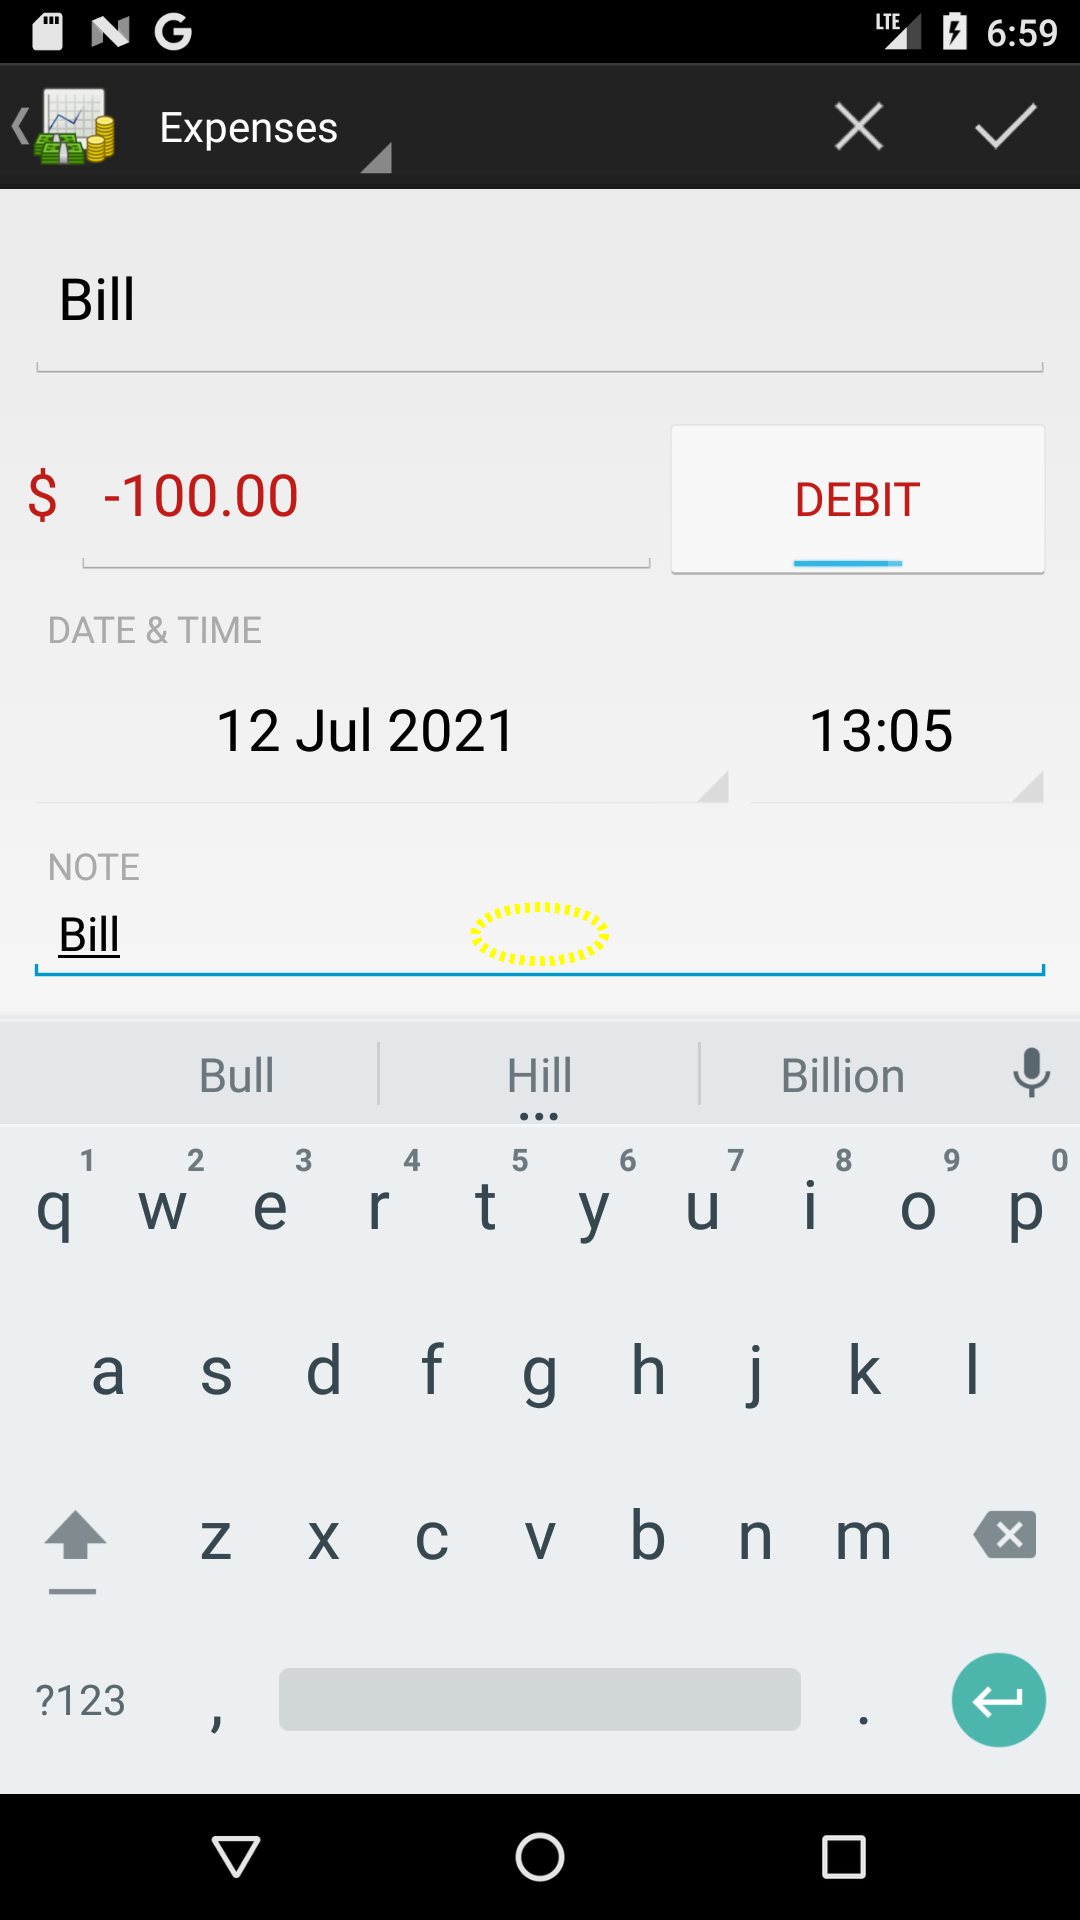 LTE 6:59
Expenses
Bill
$ -100.00 DEBIT
DATE & TIME
12 Jul 2021 13:05
NOTE
Bill
Bull Hill Billion
1 2 3 4 5 6 7 8 9 0
q w e r t y u i o p
a s d f g h j k l
z x c v b n m
?123 , .